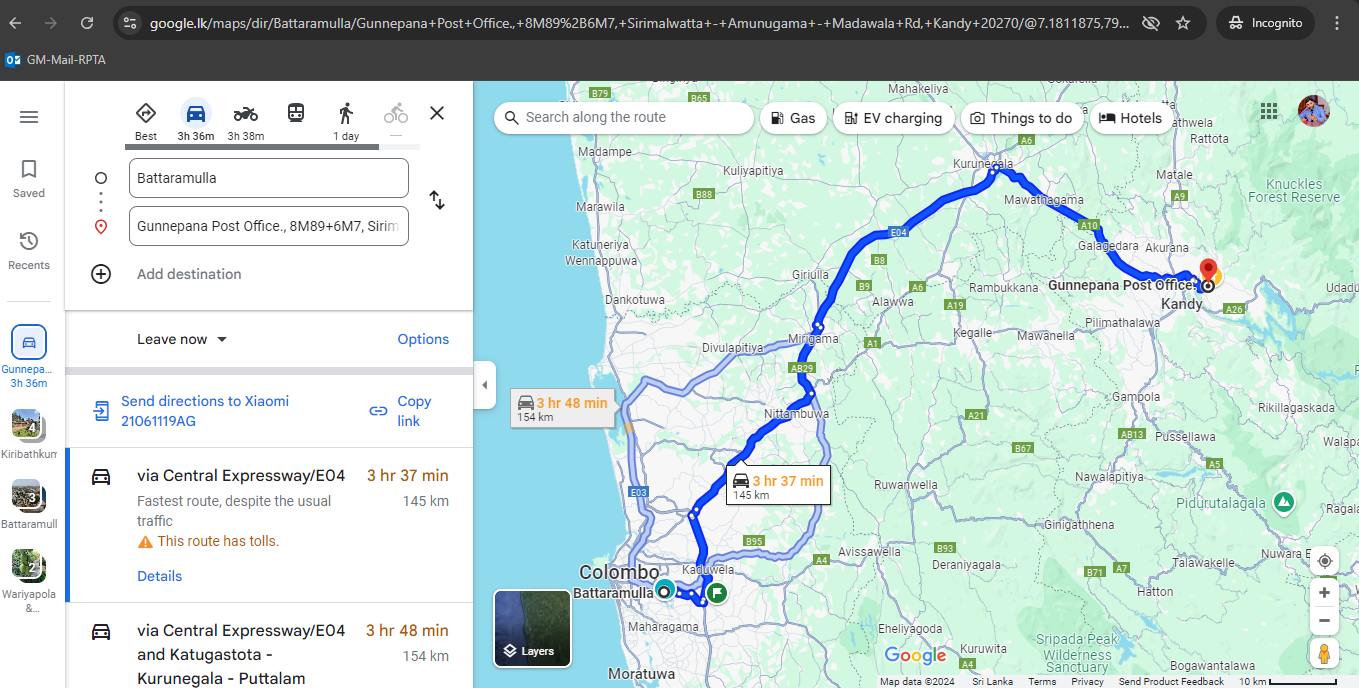 google.lk/maps/dir/Battaramulla/Gunnepana+Post+Office.,+8M89%2B6M7,+Sirimalwatta+-+Amunugama+-+Madawala+Rd,+Kandy+20270/@7.1811875,79...
Incognito
GM-Mail-RPTA
Saved
Recents
Gunnepa...
3h 36m
4
Kiribathkum
3
Battaramull
2
Wariyapola
&...
Best
3h 36m
3h 38m
1 day
Battaramulla
Gunnepana Post Office., 8M89+6M7, Sirim
Add destination
Leave now
Options
Send directions to Xiaomi
21061119AG
Copy
link
via Central Expressway/E04
3 hr 37 min
Fastest route, despite the usual
traffic
145 km
This route has tolls.
Details
via Central Expressway/E04
and Katugastota -
Kurunegala - Puttalam
3 hr 48 min
154 km
Search along the route
Gas
EV charging
Things to do
Hotels
B79
B65
Mahakeliya
Madampe
Kuliyapitiya
Kurunegala
A6
Rattota
Matale
B88
Marawila
Mawathagama
A9
Knuckles
Forest Reserve
Katuneriya
Wennappuwa
E04
A10
Galagedara
Akurana
B8
Giriulla
B9
A6
Rambukkana
Gunnepana Post Office.
Kandy
Dankotuwa
Alawwa
A19
A26
Kegalle
Pilimathalawa
Mirigama
A1
Mawanella
Divulapitiya
AB29
3 hr 48 min
154 km
Nittambuwa
Gampola
Rikillagaskada
A21
AB13
Pussellawa
B67
A5
3 hr 37 min
145 km
Ruwanwella
Nawalapitiya
E03
Pidurutalagala
Ginigathhena
B95
A4
Avissawella
B93
Deraniyagala
Talawakelle
B71
A7
Hatton
Colombo
Kaduwela
Battaramulla
Maharagama
Eheliyagoda
Kuruwita
A4
Sripada Peak
Wilderness
Sanctuary
Bogawantalawa
Moratuwa
Layers
Google
Map data ©2024
Sri Lanka
Terms
Privacy
Send Product Feedback
10 km